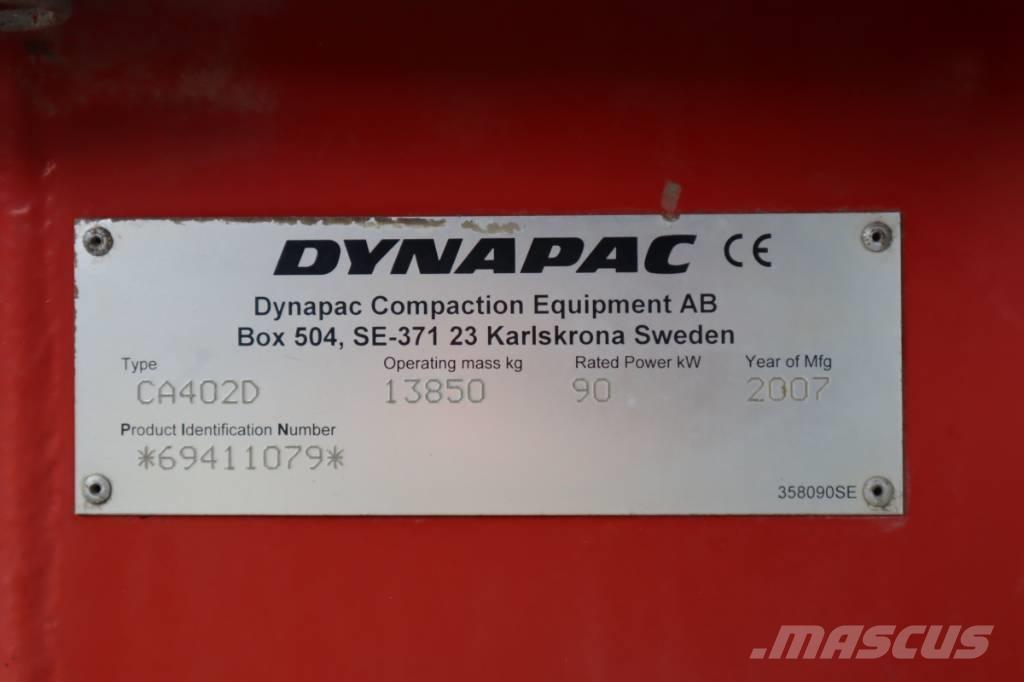 DYNAPAC CE
Dynapac Compaction Equipment AB
Box 504, SE-371 23 Karlskrona Sweden
Type Operating mass kg Rated Power kW Year of Mfg
CA402D 13850 90 2007
Product Identification Number
*69411079*
358090SE
MASCUS